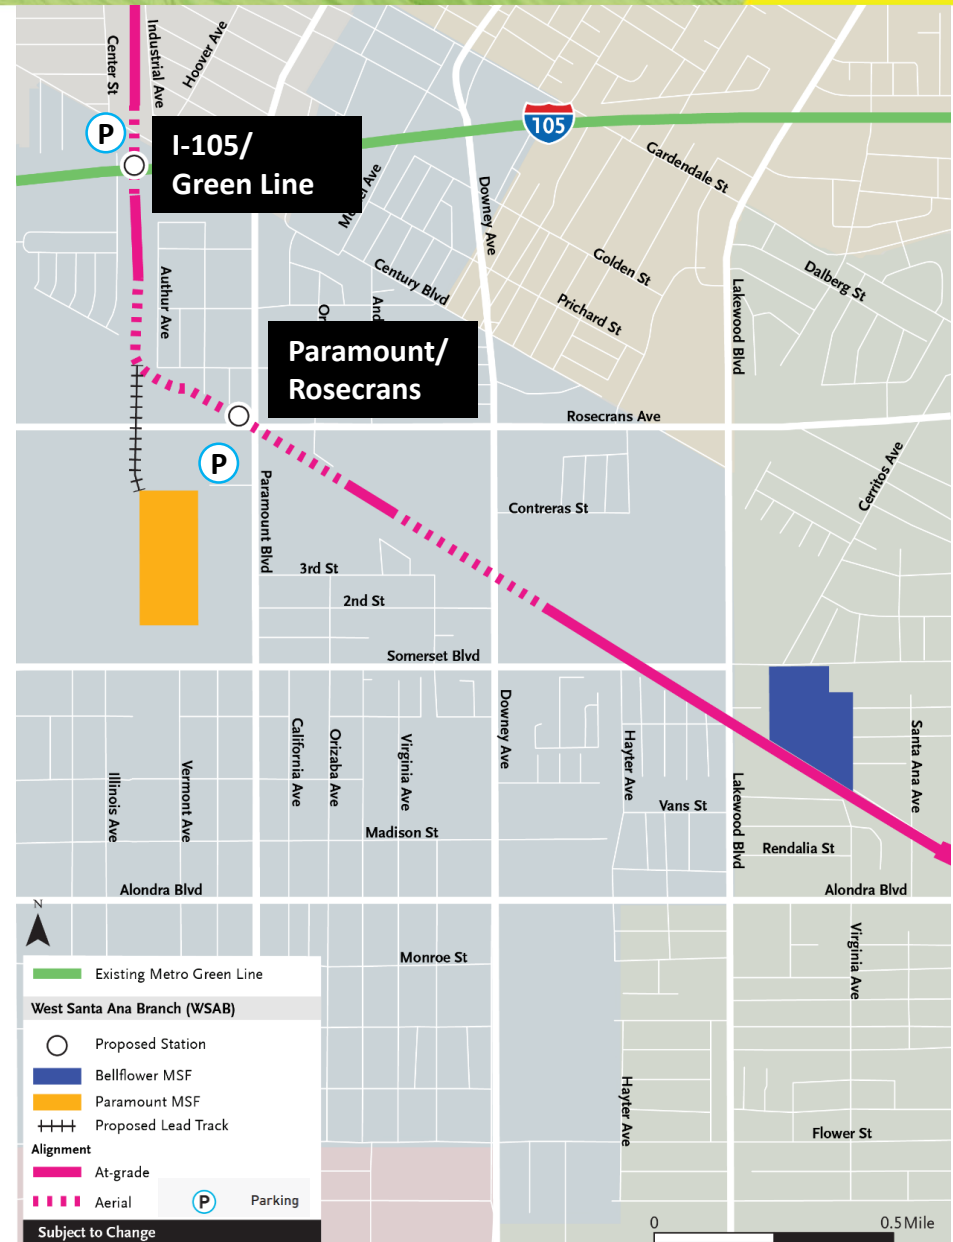 Center St
Industrial Ave
Hoover Ave
P
105
I-105/
Green Line
Gardendale St
Downey Ave
Century Blvd
Golden St
Dalberg St
Authur Ave
Prichard St
Lakewood Blvd
Paramount/
Rosecrans
Rosecrans Ave
P
Cerritos Ave
Paramount Blvd
Contreras St
3rd St
2nd St
Somerset Blvd
Downey Ave
California Ave
Orizaba Ave
Virginia Ave
Hayter Ave
Santa Ana Ave
Illinois Ave
Vermont Ave
Vans St
Lakewood Blvd
Madison St
Rendalia St
Alondra Blvd
Alondra Blvd
N
Monroe St
Virginia Ave
Existing Metro Green Line
West Santa Ana Branch (WSAB)
Proposed Station
Bellflower MSF
Paramount MSF
Proposed Lead Track
Alignment
At-grade
Aerial
P Parking
Subject to Change
Hayter Ave
Flower St
0 0.5 Mile